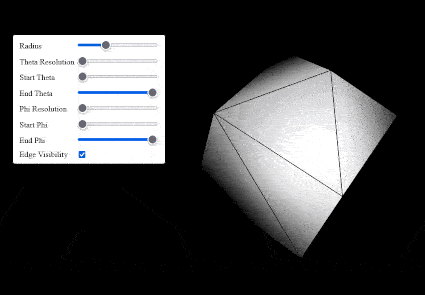 Radius
Theta Resolution
Start Theta
End Theta
Phi Resolution
Start Phi
End Phi
Edge Visibility